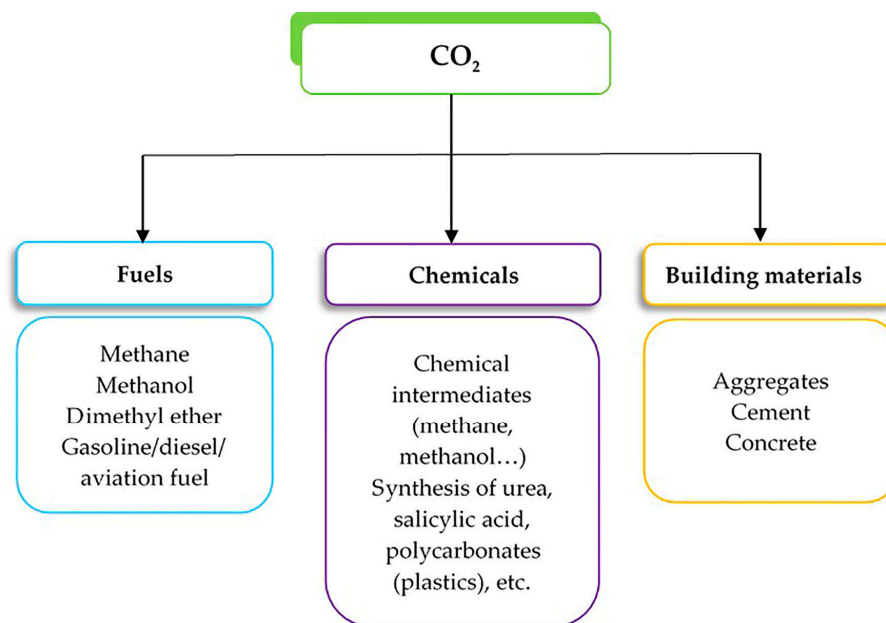 CO₂
Fuels
Methane
Methanol
Dimethyl ether
Gasoline/diesel/
aviation fuel
Chemicals
Chemical
intermediates
(methane,
methanol…)
Synthesis of urea,
salicylic acid,
polycarbonates
(plastics), etc.
Building materials
Aggregates
Cement
Concrete